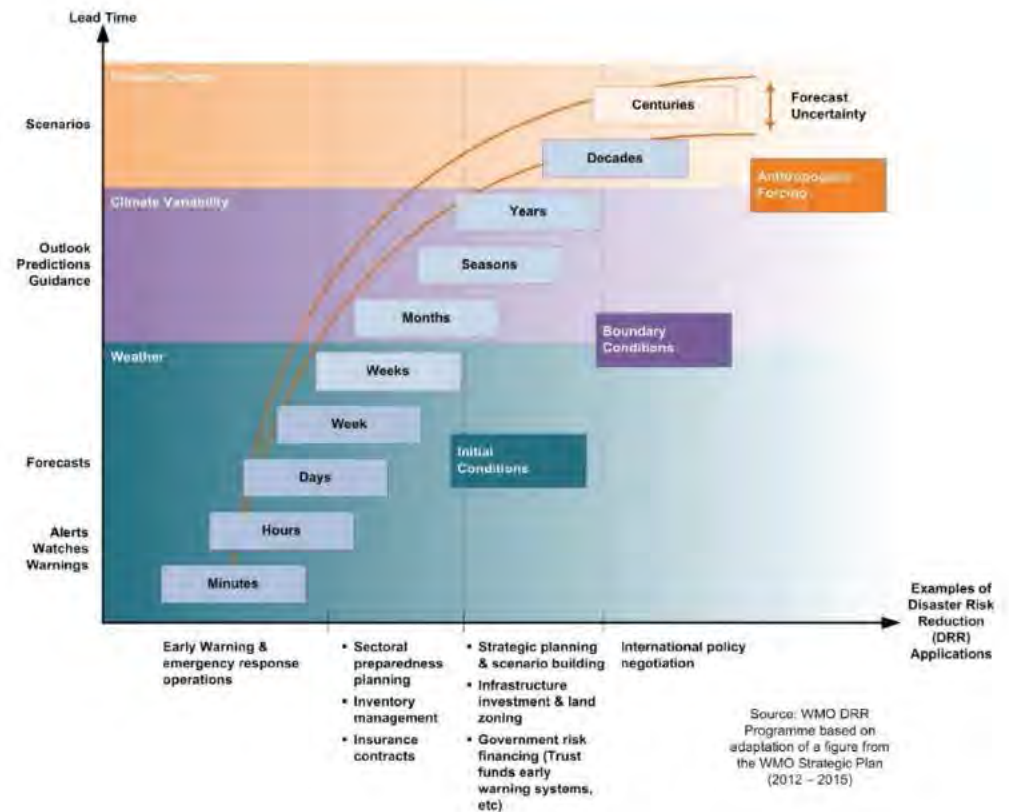 Lead Time
Centuries
Forecast
Uncertainty
Scenarios
Decades
Anthropogenic
Forcing
Climate Variability
Years
Outlook
Predictions
Guidance
Seasons
Months
Boundary
Conditions
Weather
Weeks
Week
Forecasts
Initial
Conditions
Days
Alerts
Watches
Warnings
Hours
Minutes
Examples of
Disaster Risk
Reduction
(DRR)
Applications
Early Warning &
emergency response
operations
▪ Sectoral
preparedness
planning
▪ Inventory
management
▪ Insurance
contracts
▪ Strategic planning
& scenario building
▪ Infrastructure
investment & land
zoning
▪ Government risk
financing (Trust
funds early
warning systems,
etc)
International policy
negotiation
Source: WMO DRR
Programme based on
adaptation of a figure from
the WMO Strategic Plan
(2012 – 2015)